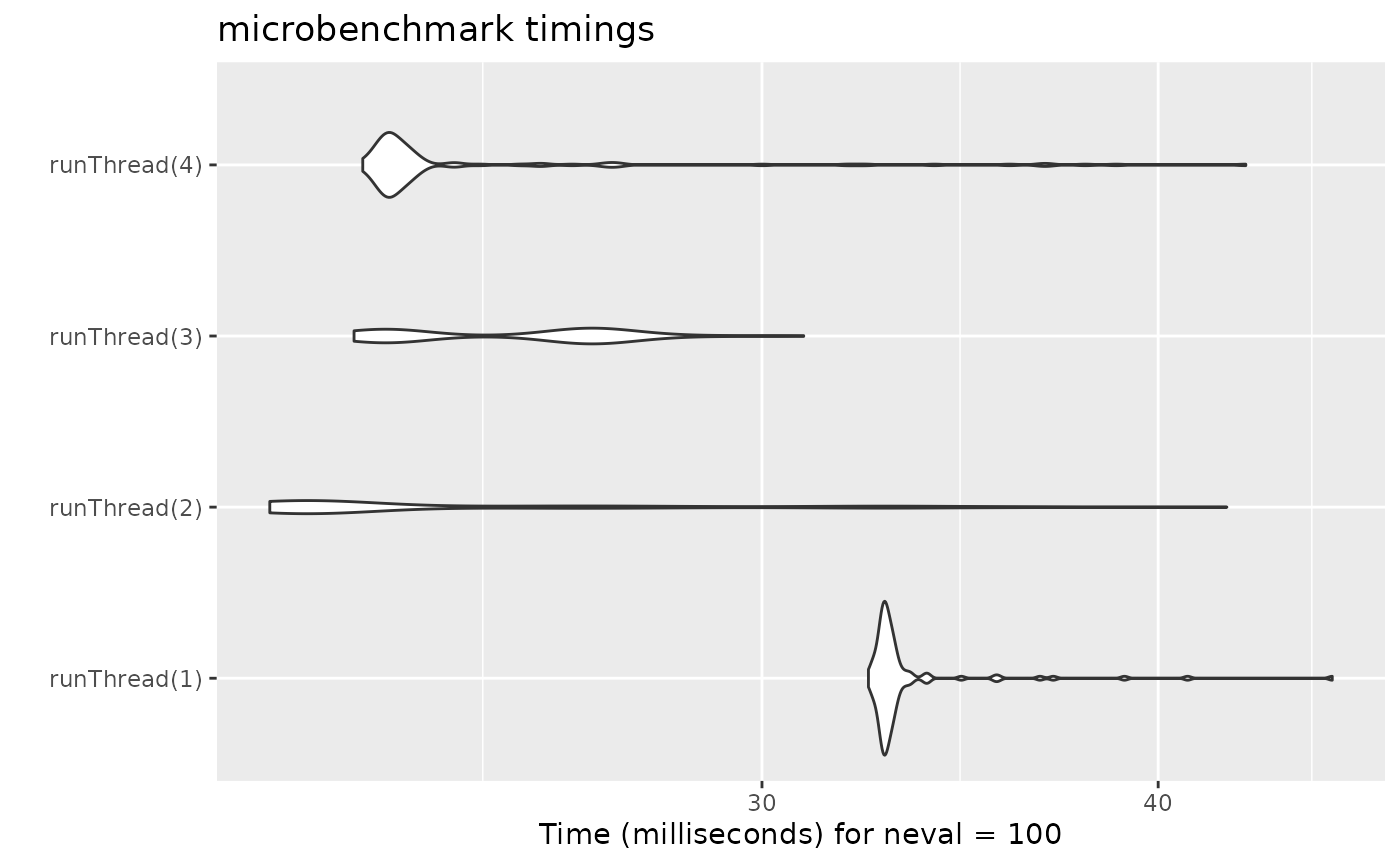 microbenchmark timings
runThread(4)
runThread(3)
runThread(2)
runThread(1)
30 40
Time (milliseconds) for neval = 100